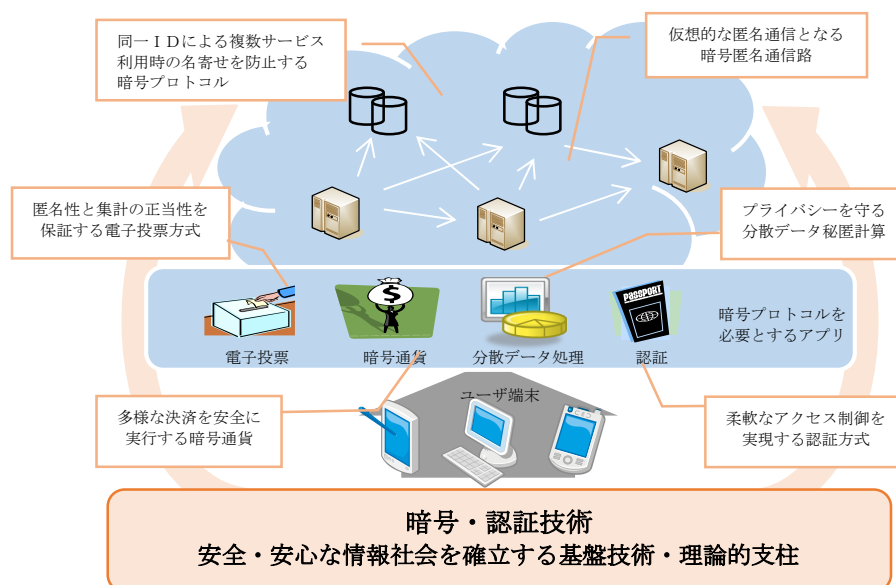 同一ＩＤによる複数サービス
利用時の名寄せを防止する
暗号プロトコル
仮想的な匿名通信となる
暗号匿名通信路
匿名性と集計の正当性を
保証する電子投票方式
プライバシーを守る
分散データ秘匿計算
PASSPORT
$
暗号プロトコルを
必要とするアプリ
電子投票
暗号通貨
分散データ処理
認証
ユーザ端末
多様な決済を安全に
実行する暗号通貨
柔軟なアクセス制御を
実現する認証方式
暗号・認証技術
安全・安心な情報社会を確立する基盤技術・理論的支柱